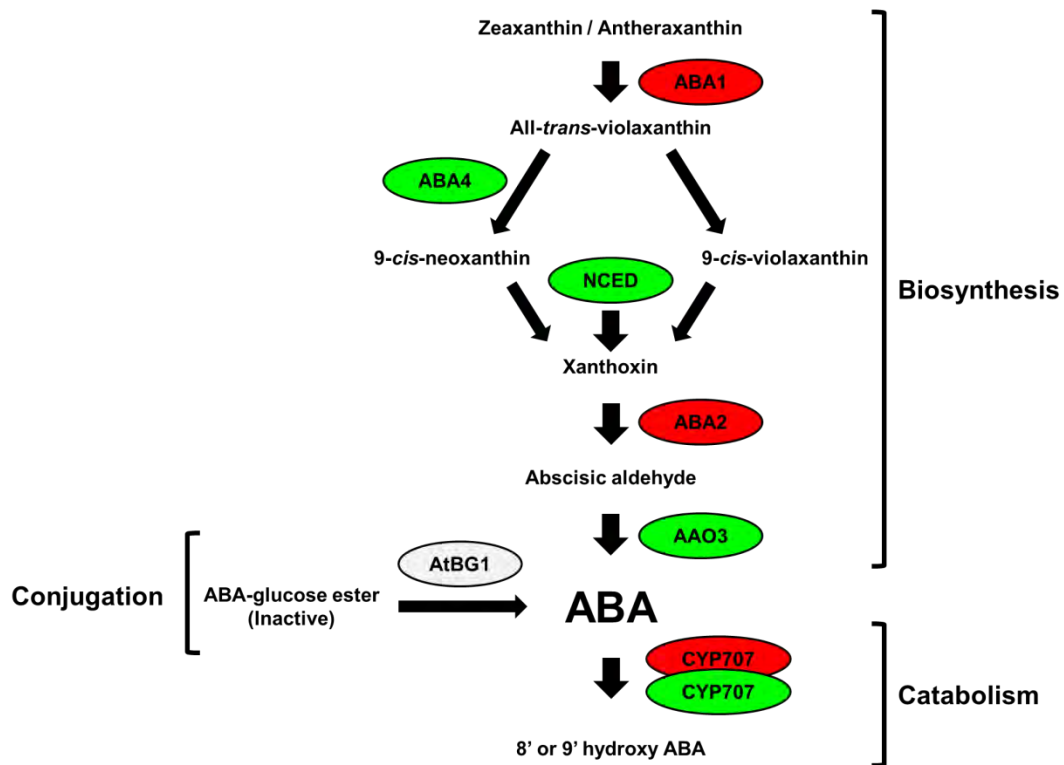 Zeaxanthin / Antheraxanthin
ABA1
All-trans-violaxanthin
ABA4
9-cis-neoxanthin
NCED
9-cis-violaxanthin
Biosynthesis
Xanthoxin
ABA2
Abscisic aldehyde
AAO3
AtBG1
Conjugation
ABA-glucose ester
(Inactive)
ABA
CYP707
CYP707
Catabolism
8’ or 9’ hydroxy ABA